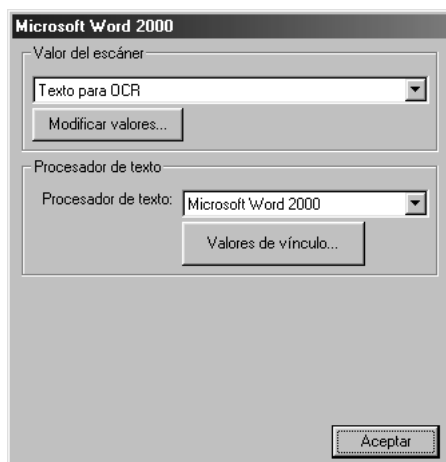 Microsoft Word 2000
Valor del escáner
Texto para OCR
Modificar valores...
Procesador de texto
Procesador de texto: Microsoft Word 2000
Valores de vínculo...
Aceptar